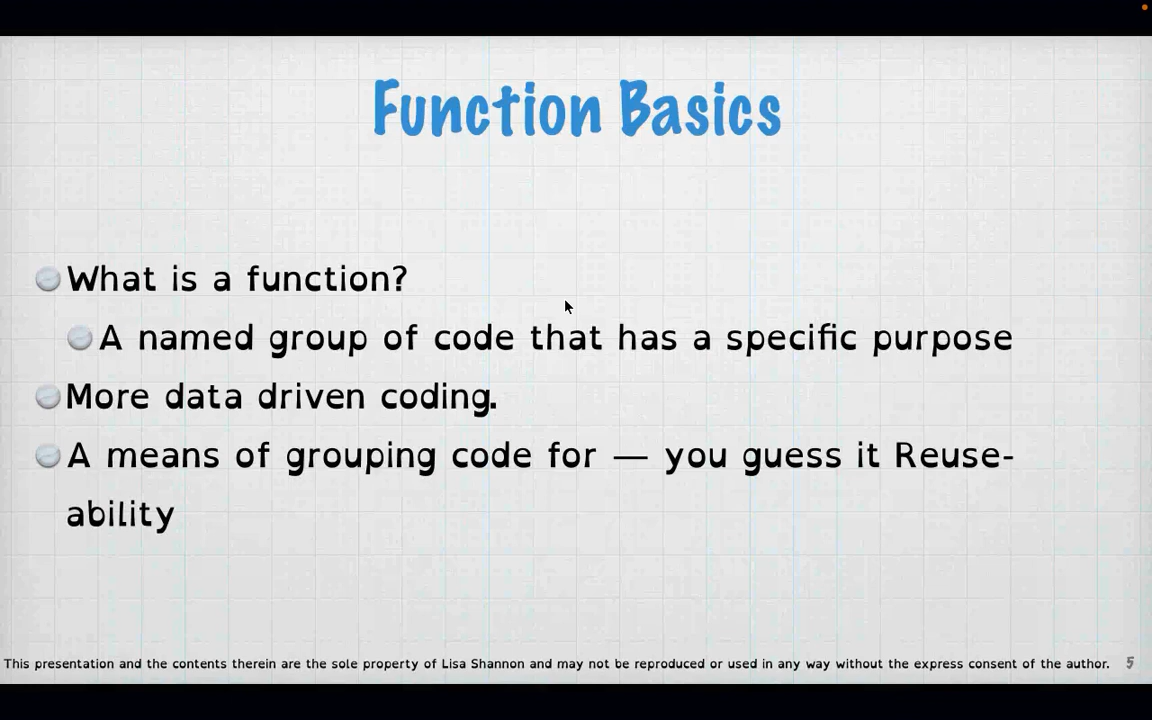 Function Basics
What is a function?
A named group of code that has a specific purpose
More data driven coding.
A means of grouping code for — you guess it Reuse-
ability
This presentation and the contents therein are the sole property of Lisa Shannon and may not be reproduced or used in any way without the express consent of the author. 5